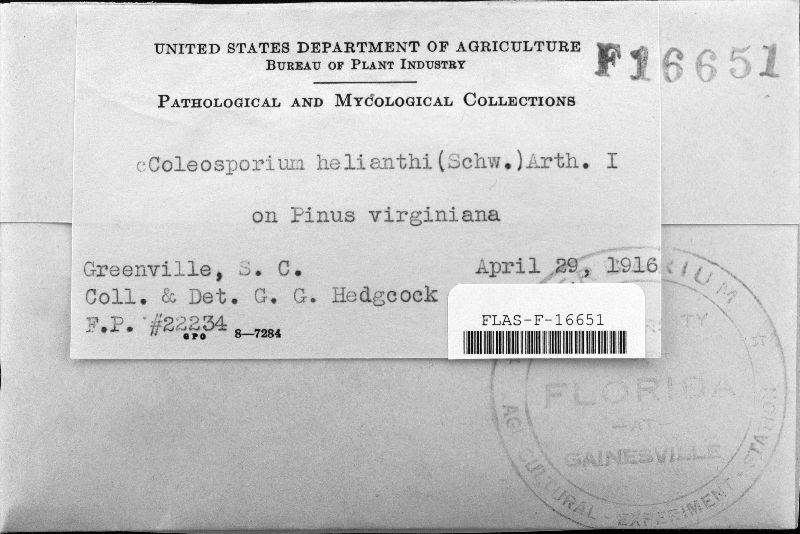 UNITED STATES DEPARTMENT OF AGRICULTURE
BUREAU OF PLANT INDUSTRY
F16651
PATHOLOGICAL AND MYCOLOGICAL COLLECTIONS
cColeosporium helianthi(Schw.)Arth. I
on Pinus virginiana
Greenville, S. C. April 29, 1916
Coll. & Det. G. G. Hedgcock
F.P. #22234
GPO 8—7284
FLAS-F-16651
FLORIDA
—AT—
GAINESVILLE
AGRICULTURAL - EXPERIMENT - STATION